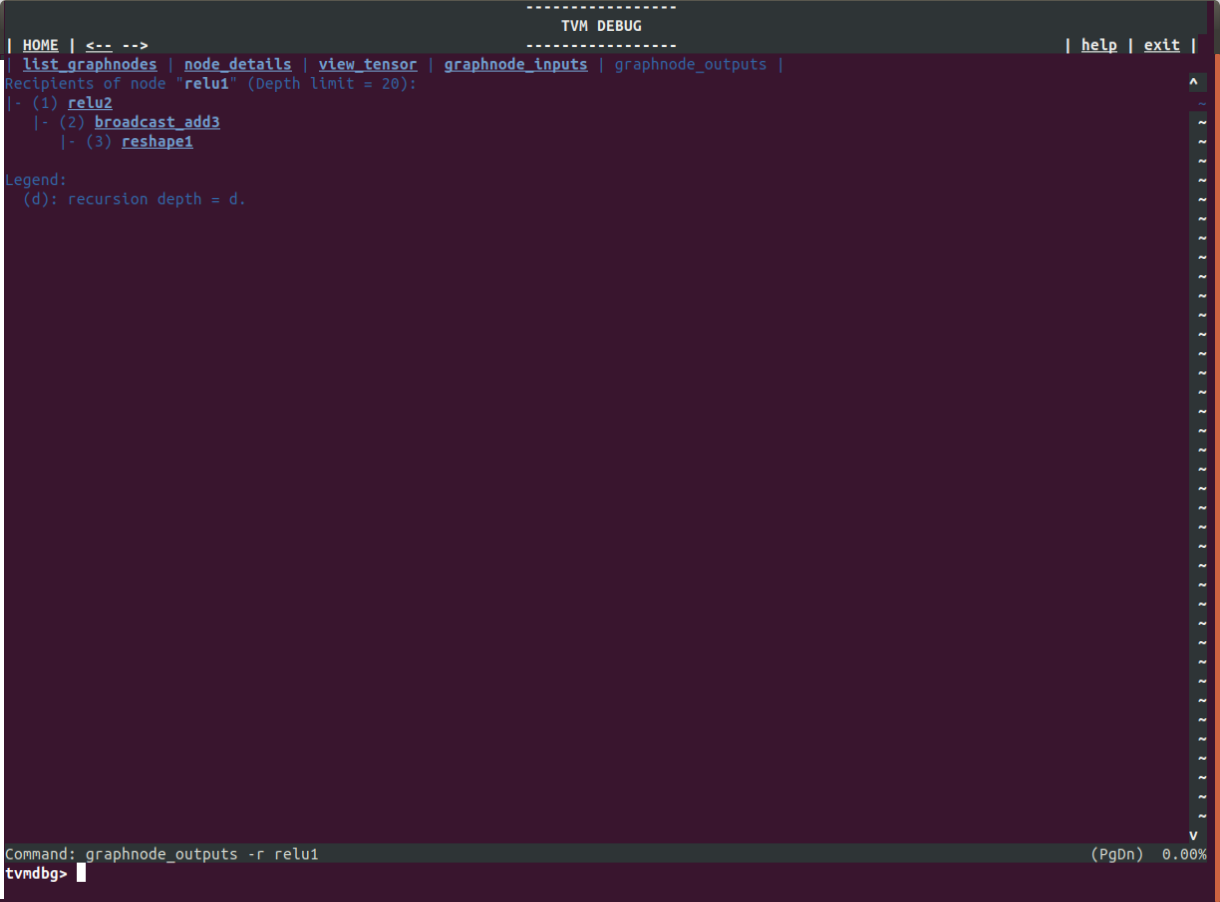 -----------------
TVM DEBUG
| HOME | <-- --> ----------------- | help | exit |
| list_graphnodes | node_details | view_tensor | graphnode_inputs | graphnode_outputs |
Recipients of node "relu1" (Depth limit = 20):
|- (1) relu2
|- (2) broadcast_add3
|- (3) reshape1
Legend:
(d): recursion depth = d.
Command: graphnode_outputs -r relu1 (PgDn) 0.00%
tvmdbg>